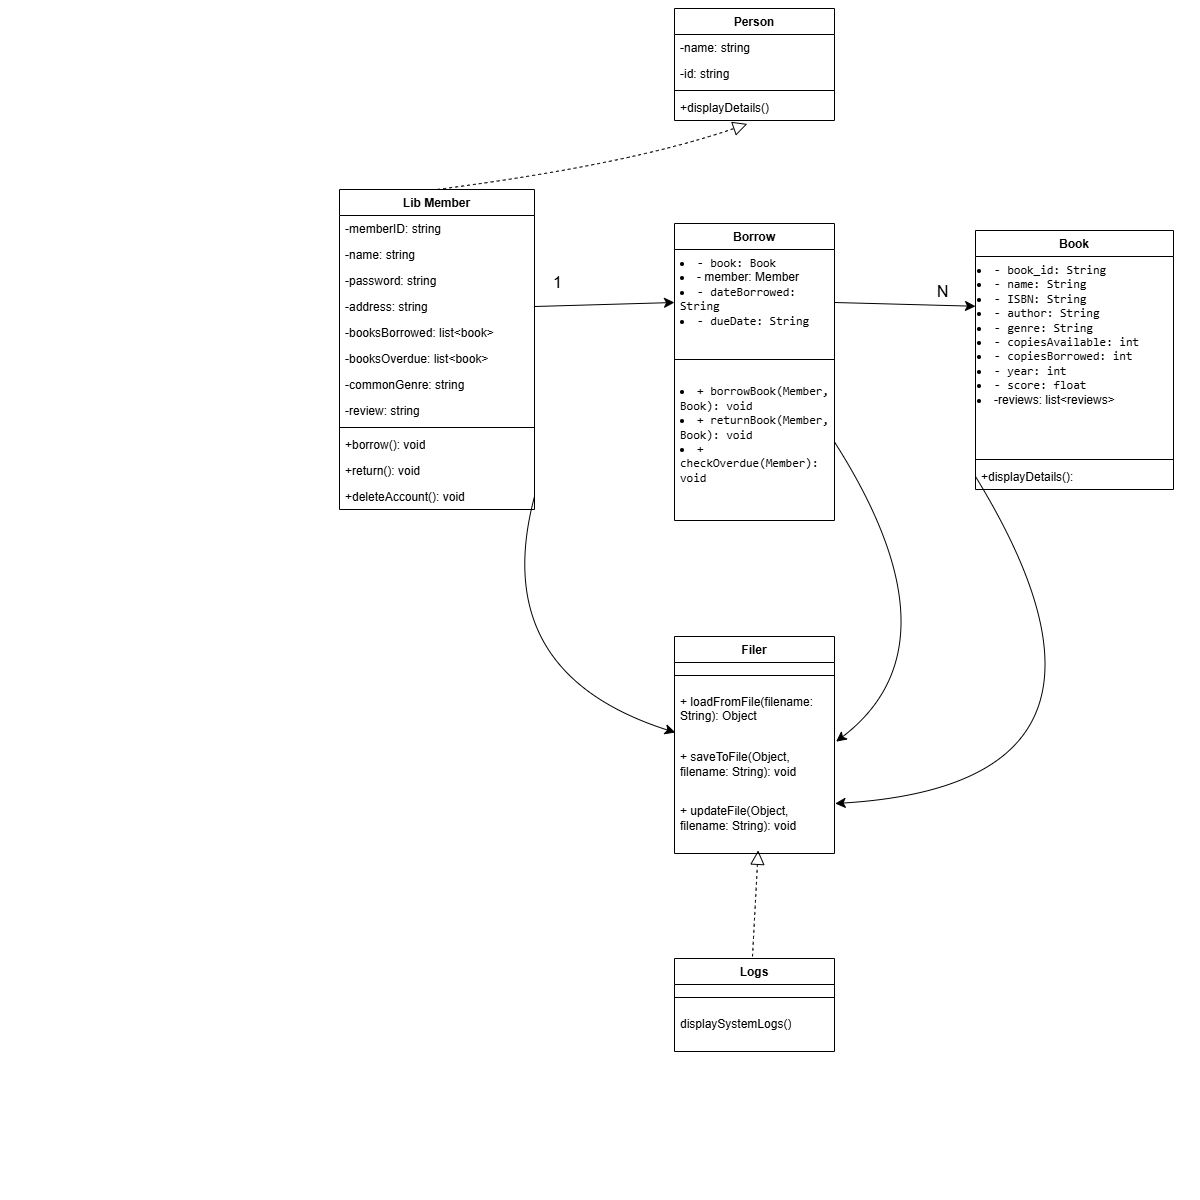 Person
-name: string
-id: string
+displayDetails()
Lib Member
-memberID: string
-name: string
-password: string
-address: string
-booksBorrowed: list<book>
-booksOverdue: list<book>
-commonGenre: string
-review: string
+borrow(): void
+return(): void
+deleteAccount(): void
1
Borrow
- book: Book
- member: Member
- dateBorrowed:
String
- dueDate: String
+ borrowBook(Member,
Book): void
+ returnBook(Member,
Book): void
+
checkOverdue(Member):
void
N
Book
- book_id: String
- name: String
- ISBN: String
- author: String
- genre: String
- copiesAvailable: int
- copiesBorrowed: int
- year: int
- score: float
-reviews: list<reviews>
+displayDetails():
Filer
+ loadFromFile(filename:
String): Object
+ saveToFile(Object,
filename: String): void
+ updateFile(Object,
filename: String): void
Logs
displaySystemLogs()